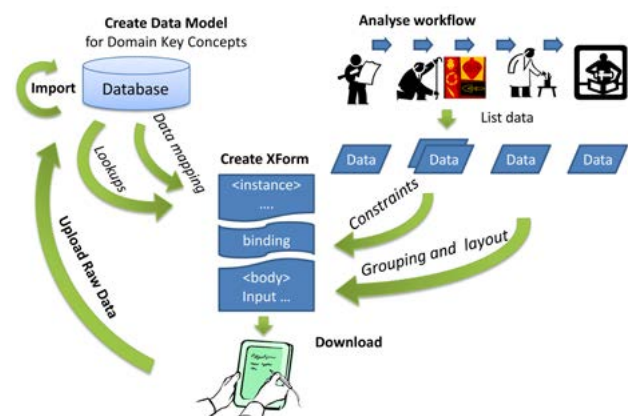 Create Data Model
for Domain Key Concepts
Database
Import
Lookups
Data mapping
Upload Raw Data
Analyse workflow
List data
Data
Data
Data
Data
Create XForm
<instance>
....
binding
<body>
Input ...
Constraints
Grouping and layout
Download